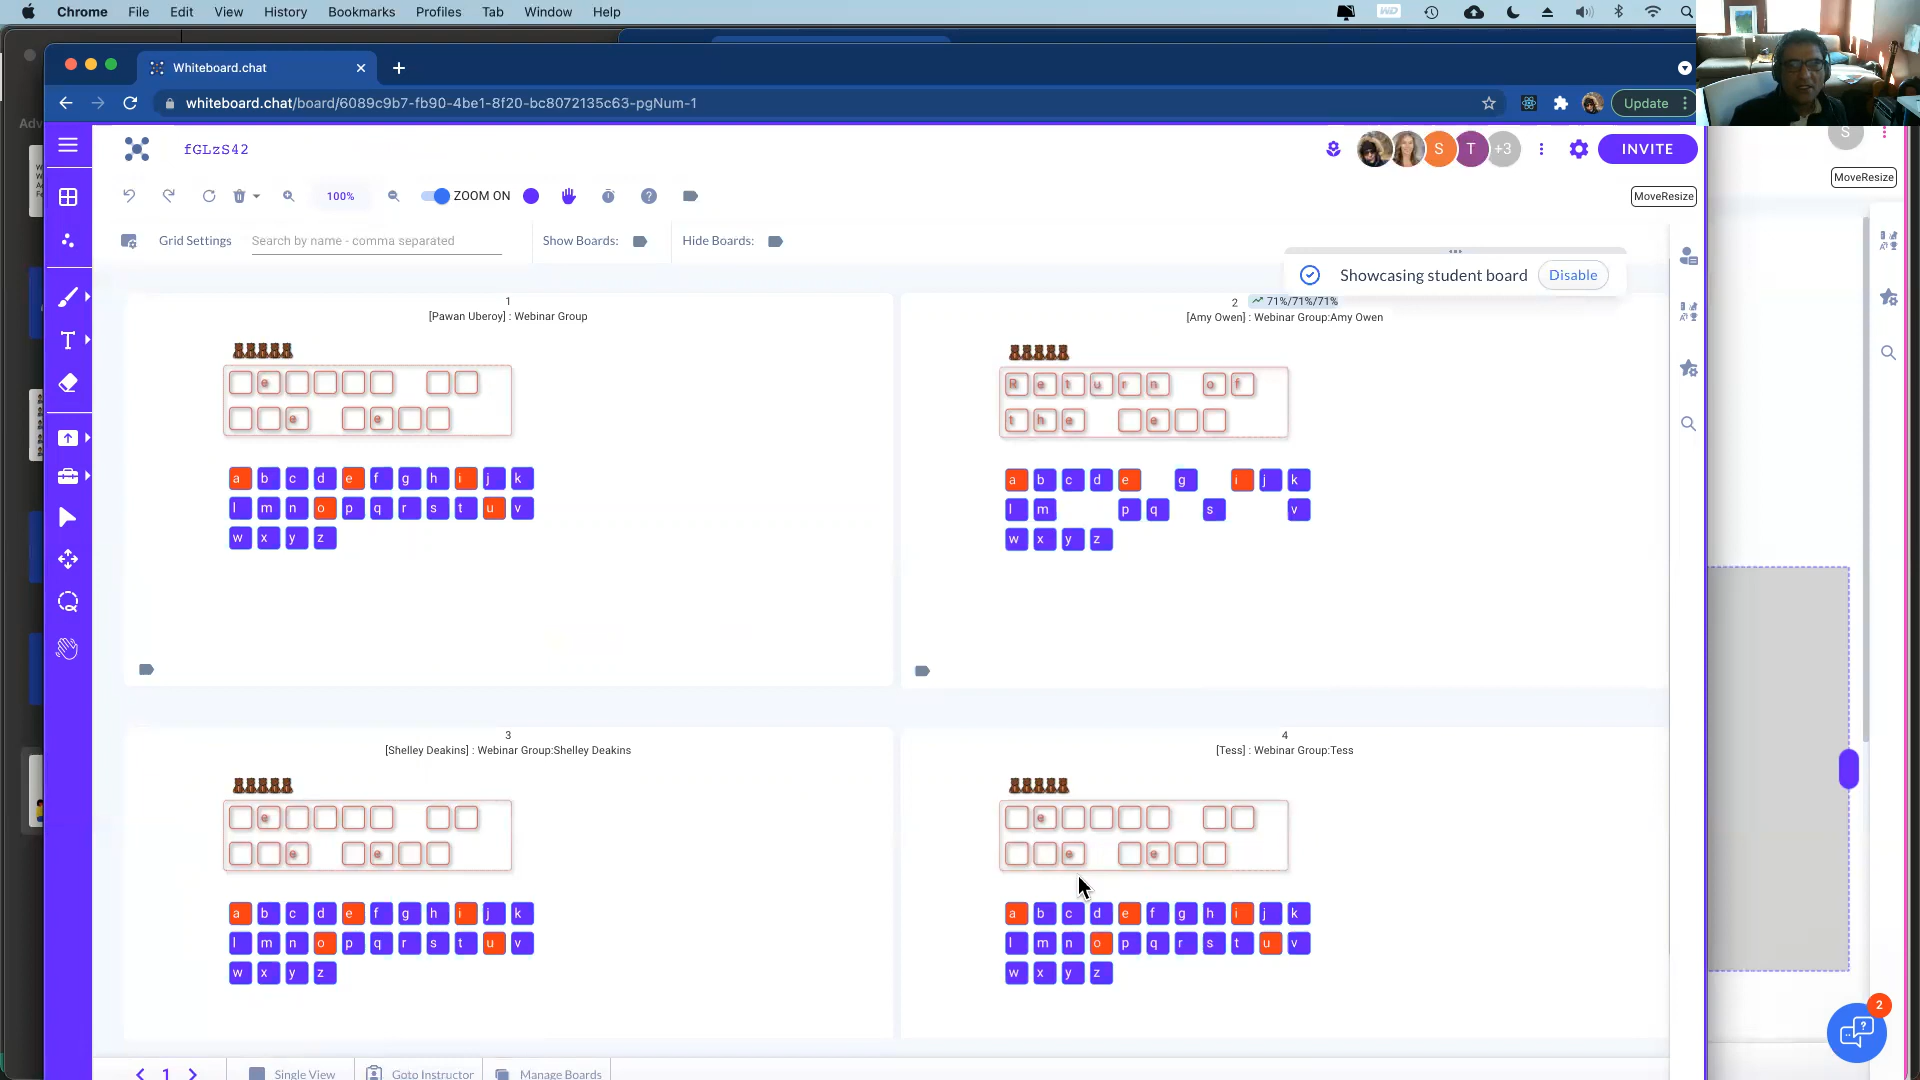 Chrome File Edit View History Bookmarks Profiles Tab Window Help
Whiteboard.chat
whiteboard.chat/board/6089c9b7-fb90-4be1-8f20-bc8072135c63-pgNum-1
Update
fGLzS42
S T +3
INVITE
S
100%
ZOOM ON
MoveResize
MoveResize
Grid Settings
Search by name - comma separated
Show Boards:
Hide Boards:
Showcasing student board
Disable
1
[Pawan Uberoy] : Webinar Group
e
e e
a b c d e f g h i j k
l m n o p q r s t u v
w x y z
2 71%/71%/71%
[Amy Owen] : Webinar Group:Amy Owen
R e t u r n o f
t h e e
a b c d e g i j k
l m p q s v
w x y z
3
[Shelley Deakins] : Webinar Group:Shelley Deakins
e
e e
a b c d e f g h i j k
l m n o p q r s t u v
w x y z
4
[Tess] : Webinar Group:Tess
e
e e
a b c d e f g h i j k
l m n o p q r s t u v
w x y z
2
1
Single View
Goto Instructor
Manage Boards